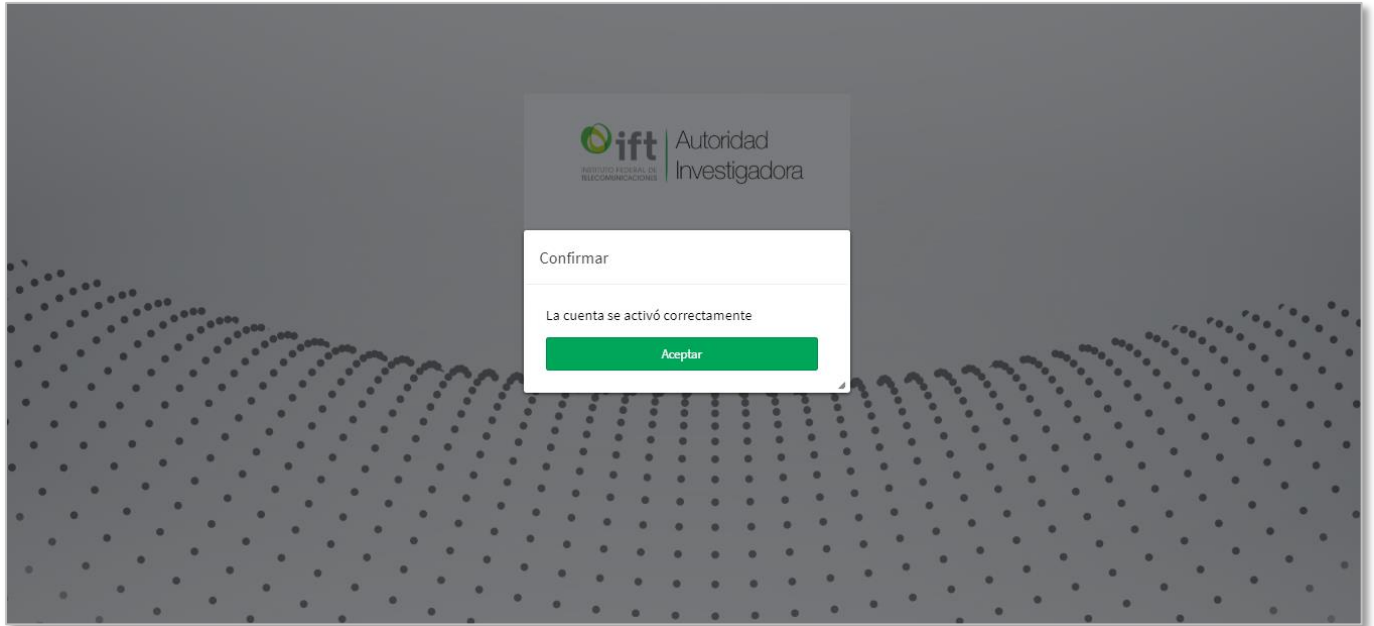 ift
INSTITUTO FEDERAL DE
TELECOMUNICACIONES
Autoridad
Investigadora
Confirmar
La cuenta se activó correctamente
Aceptar